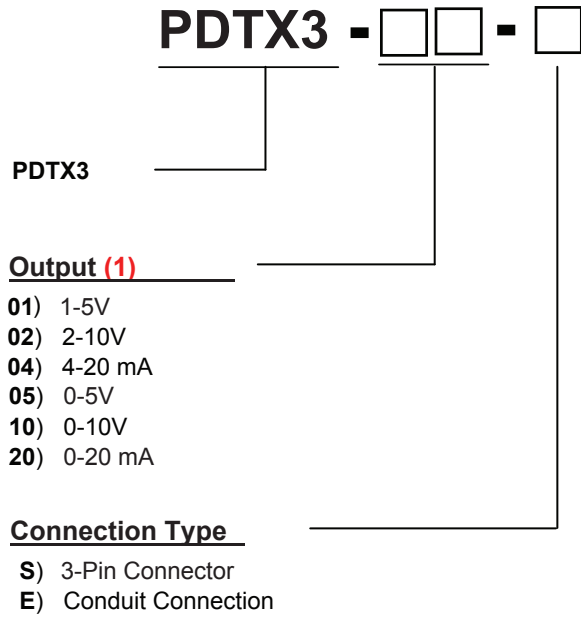 PDTX3 - □□ - □
PDTX3
Output (1)
01) 1-5V
02) 2-10V
04) 4-20 mA
05) 0-5V
10) 0-10V
20) 0-20 mA
Connection Type
S) 3-Pin Connector
E) Conduit Connection